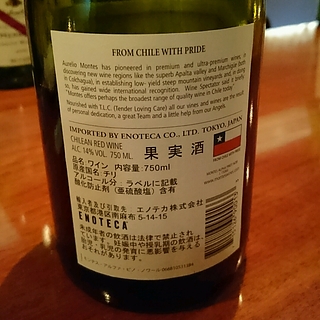 FROM CHILE WITH PRIDE
Aurelio Montes has pioneered in premium and ultra-premium wines, in
discovering new wine regions like the superb Apalta valley and Marchigüe (both
in Colchagua), in establishing low- yield steep mountain vineyards and, in doing
so, has gained wide international recognition. Wine Spectator said it briefly:
"Montes offers perhaps the broadest range of quality wine in Chile today"
Nourished with T.L.C. (Tender Loving Care) all our vines and wines are the result
of personal dedication, a great Team and a little help from our Angels.
IMPORTED BY ENOTECA CO., LTD. TOKYO, JAPAN
CHILEAN RED WINE
ALC. 14% VOL. 750 ML.
果実酒
品名:ワイン 内容量:750ml
原産国名:チリ
アルコール分:ラベルに記載
酸化防止剤(亜硫酸塩)含有
輸入者及び引取先:エノテカ株式会社
東京都港区南麻布 5-14-15
ENOTECA
未成年者の飲酒は法律で禁止され
ています。妊娠中や授乳期の飲酒は
胎児・乳児の発育に悪影響を与える
おそれがあります。